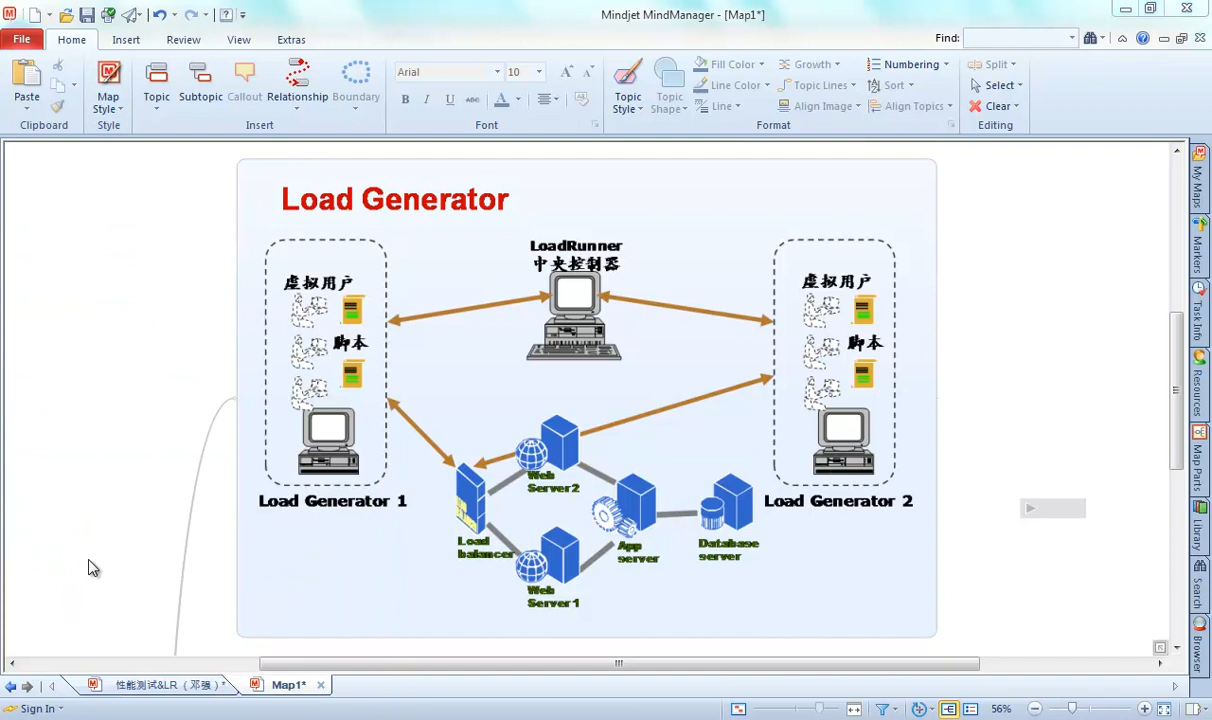 Mindjet MindManager - [Map1*]
File Home Insert Review View Extras
Find:
Paste
Map Style
Topic
Subtopic
Callout
Relationship
Boundary
Arial 10
B I U abc A
Topic Style
Topic Shape
Fill Color
Line Color
Line
Growth
Topic Lines
Align Image
Numbering
Sort
Align Topics
Split
Select
Clear
Clipboard Style Insert Font Format Editing
Load Generator
LoadRunner
中央控制器
虚拟用户
脚本
Load Generator 1
虚拟用户
脚本
Load Generator 2
Web
Server2
Load
balancer
App
server
Database
server
Web
Server1
My Maps
Markers
Task Info
Resources
Map Parts
Library
Search
Browser
性能测试&LR（邓强）*
Map1*
Sign In
56%